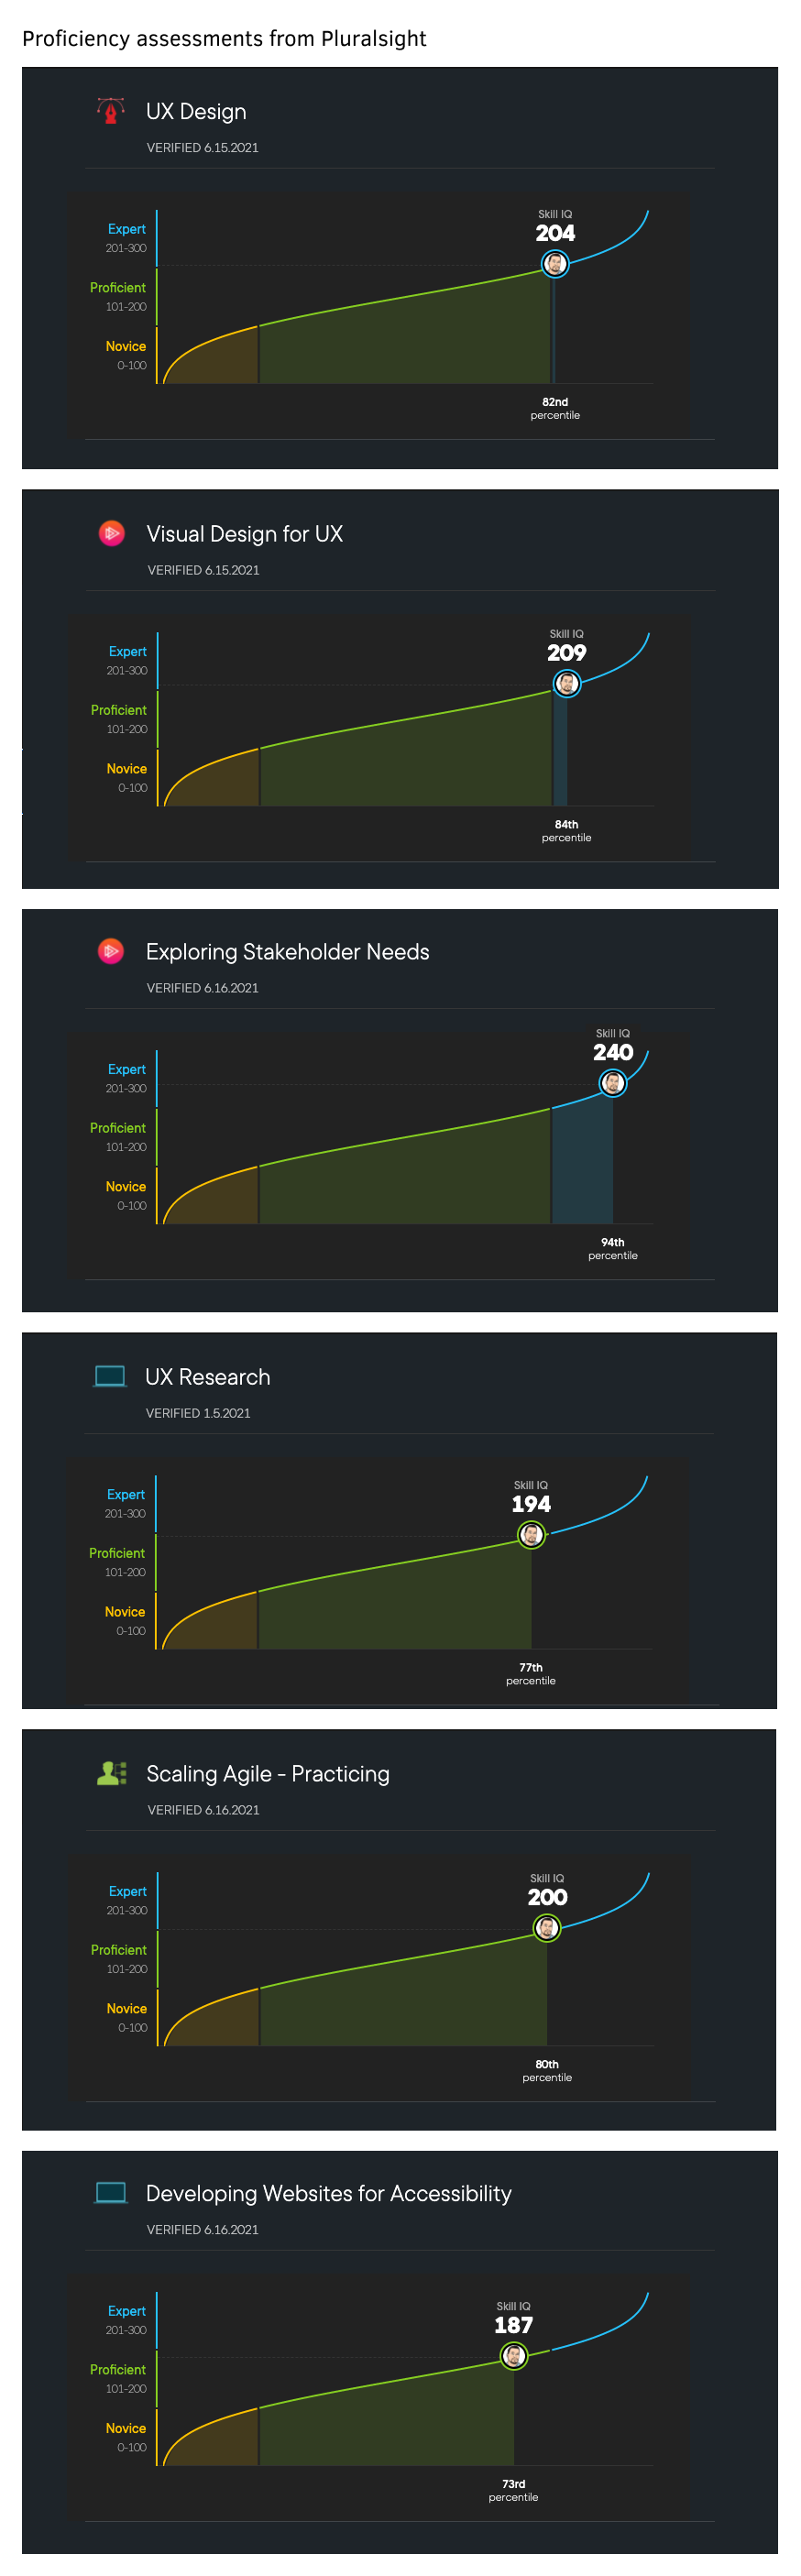 Proficiency assessments from Pluralsight
UX Design
VERIFIED 6.15.2021
Skill IQ
204
Expert
201-300
Proficient
101-200
Novice
0-100
82nd
percentile
Visual Design for UX
VERIFIED 6.15.2021
Skill IQ
209
Expert
201-300
Proficient
101-200
Novice
0-100
84th
percentile
Exploring Stakeholder Needs
VERIFIED 6.16.2021
Skill IQ
240
Expert
201-300
Proficient
101-200
Novice
0-100
94th
percentile
UX Research
VERIFIED 1.5.2021
Skill IQ
194
Expert
201-300
Proficient
101-200
Novice
0-100
77th
percentile
Scaling Agile - Practicing
VERIFIED 6.16.2021
Skill IQ
200
Expert
201-300
Proficient
101-200
Novice
0-100
80th
percentile
Developing Websites for Accessibility
VERIFIED 6.16.2021
Skill IQ
187
Expert
201-300
Proficient
101-200
Novice
0-100
73rd
percentile